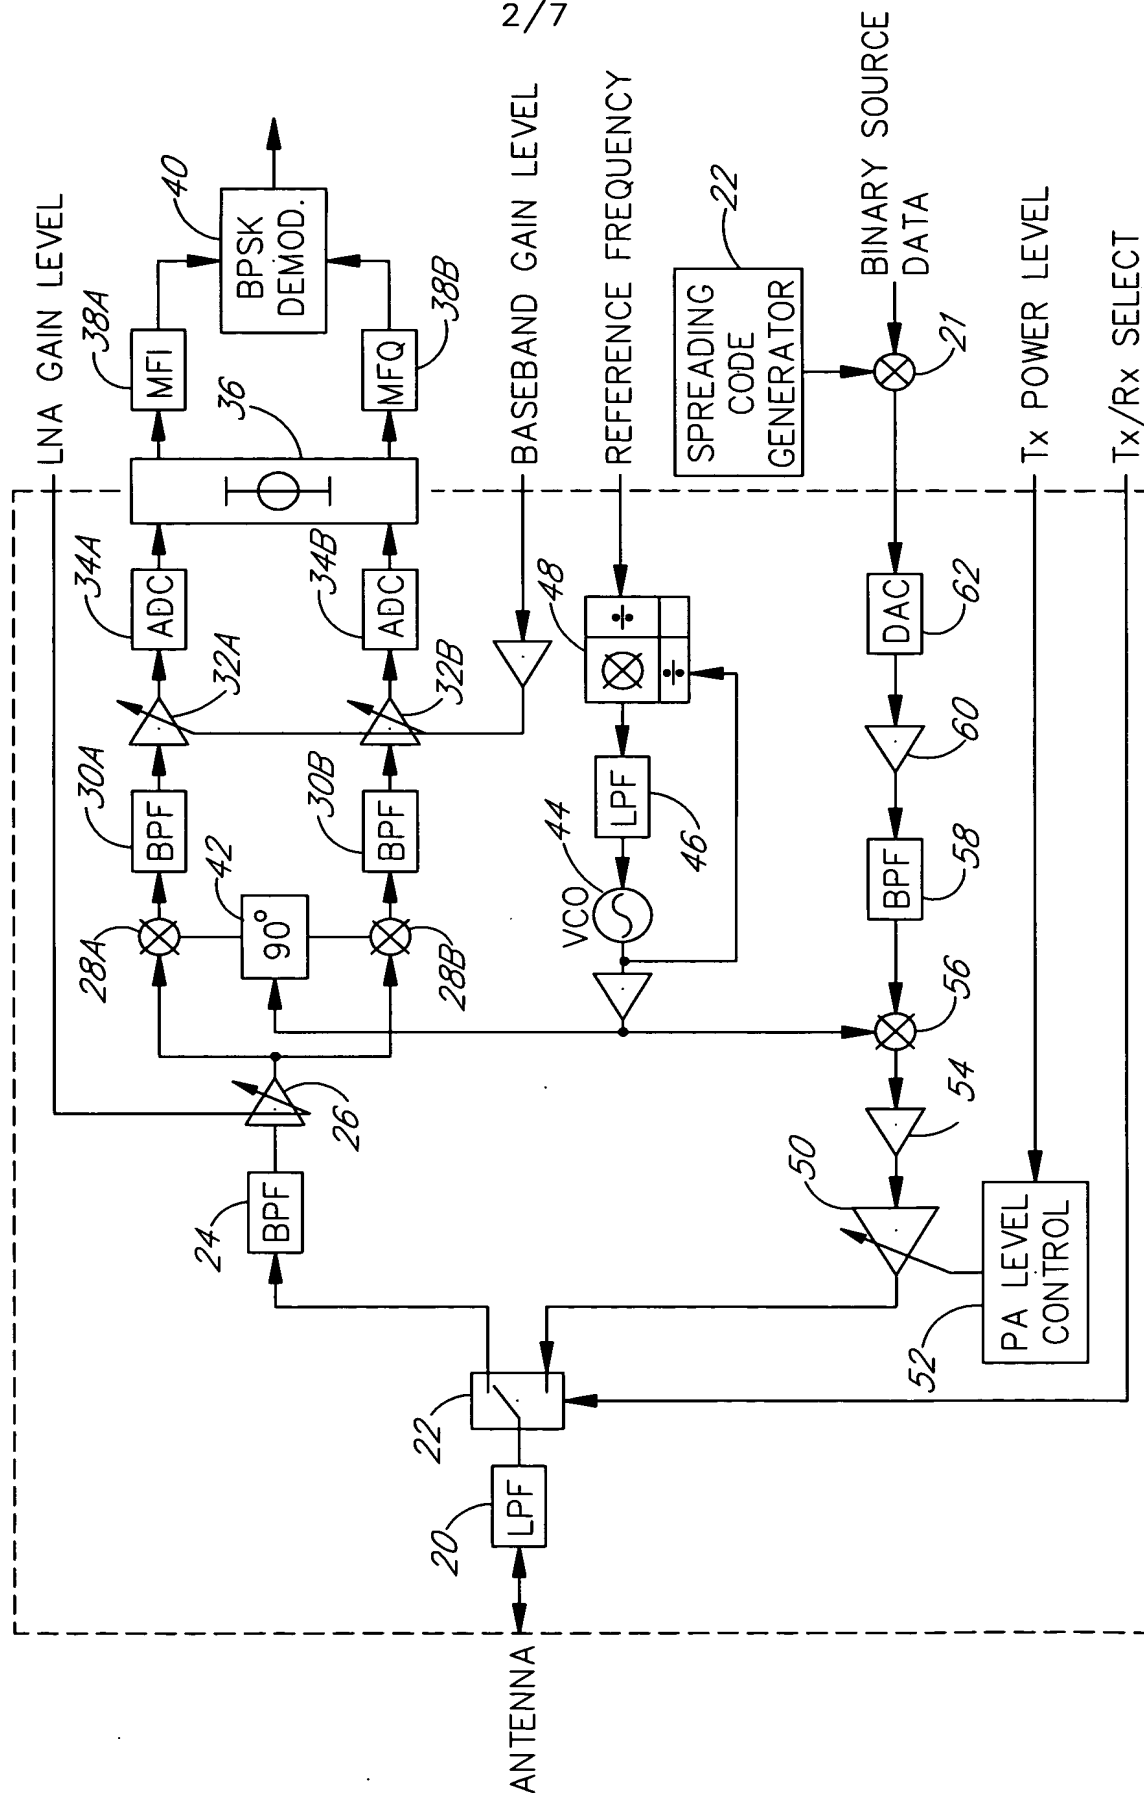 2/7
LNA GAIN LEVEL
38A
MFI
40
BPSK
DEMOD.
MFQ
38B
36
34A
ADC
34B
ADC
32A
32B
30A
BPF
30B
BPF
28A
42
90°
28B
26
24
BPF
BASEBAND GAIN LEVEL
REFERENCE FREQUENCY
48
÷
÷
LPF
46
44
VCO
22
SPREADING
CODE
GENERATOR
BINARY SOURCE
DATA
21
DAC
62
60
BPF
58
56
54
50
Tx POWER LEVEL
PA LEVEL
CONTROL
52
Tx/Rx SELECT
22
20
LPF
ANTENNA